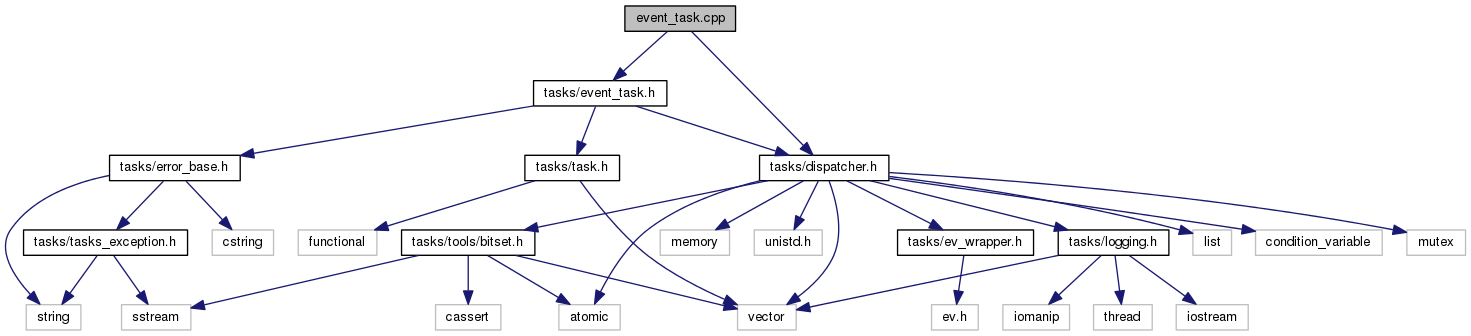 event_task.cpp
tasks/event_task.h
tasks/error_base.h
tasks/task.h
tasks/dispatcher.h
tasks/tasks_exception.h
cstring
functional
tasks/tools/bitset.h
memory
unistd.h
tasks/ev_wrapper.h
tasks/logging.h
list
condition_variable
mutex
string
sstream
cassert
atomic
vector
ev.h
iomanip
thread
iostream